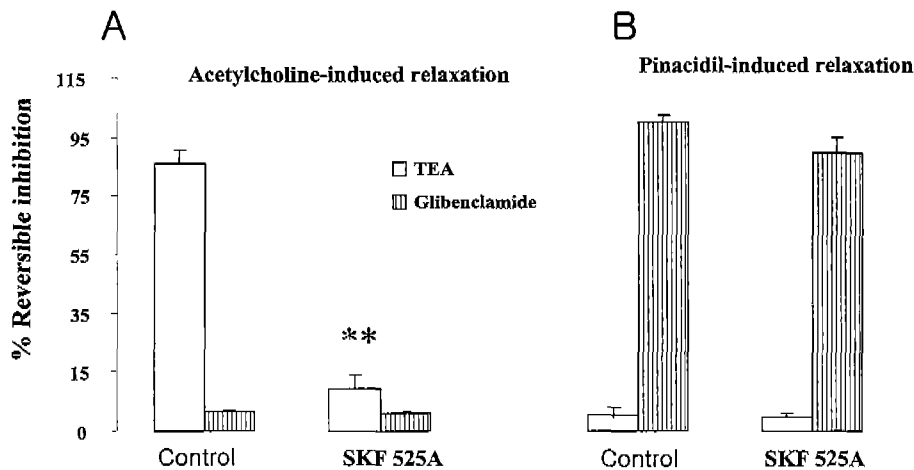 A
B
Acetylcholine-induced relaxation
Pinacidil-induced relaxation
% Reversible inhibition
115
95
75
55
35
15
TEA
Glibenclamide
**
Control
SKF 525A
Control
SKF 525A